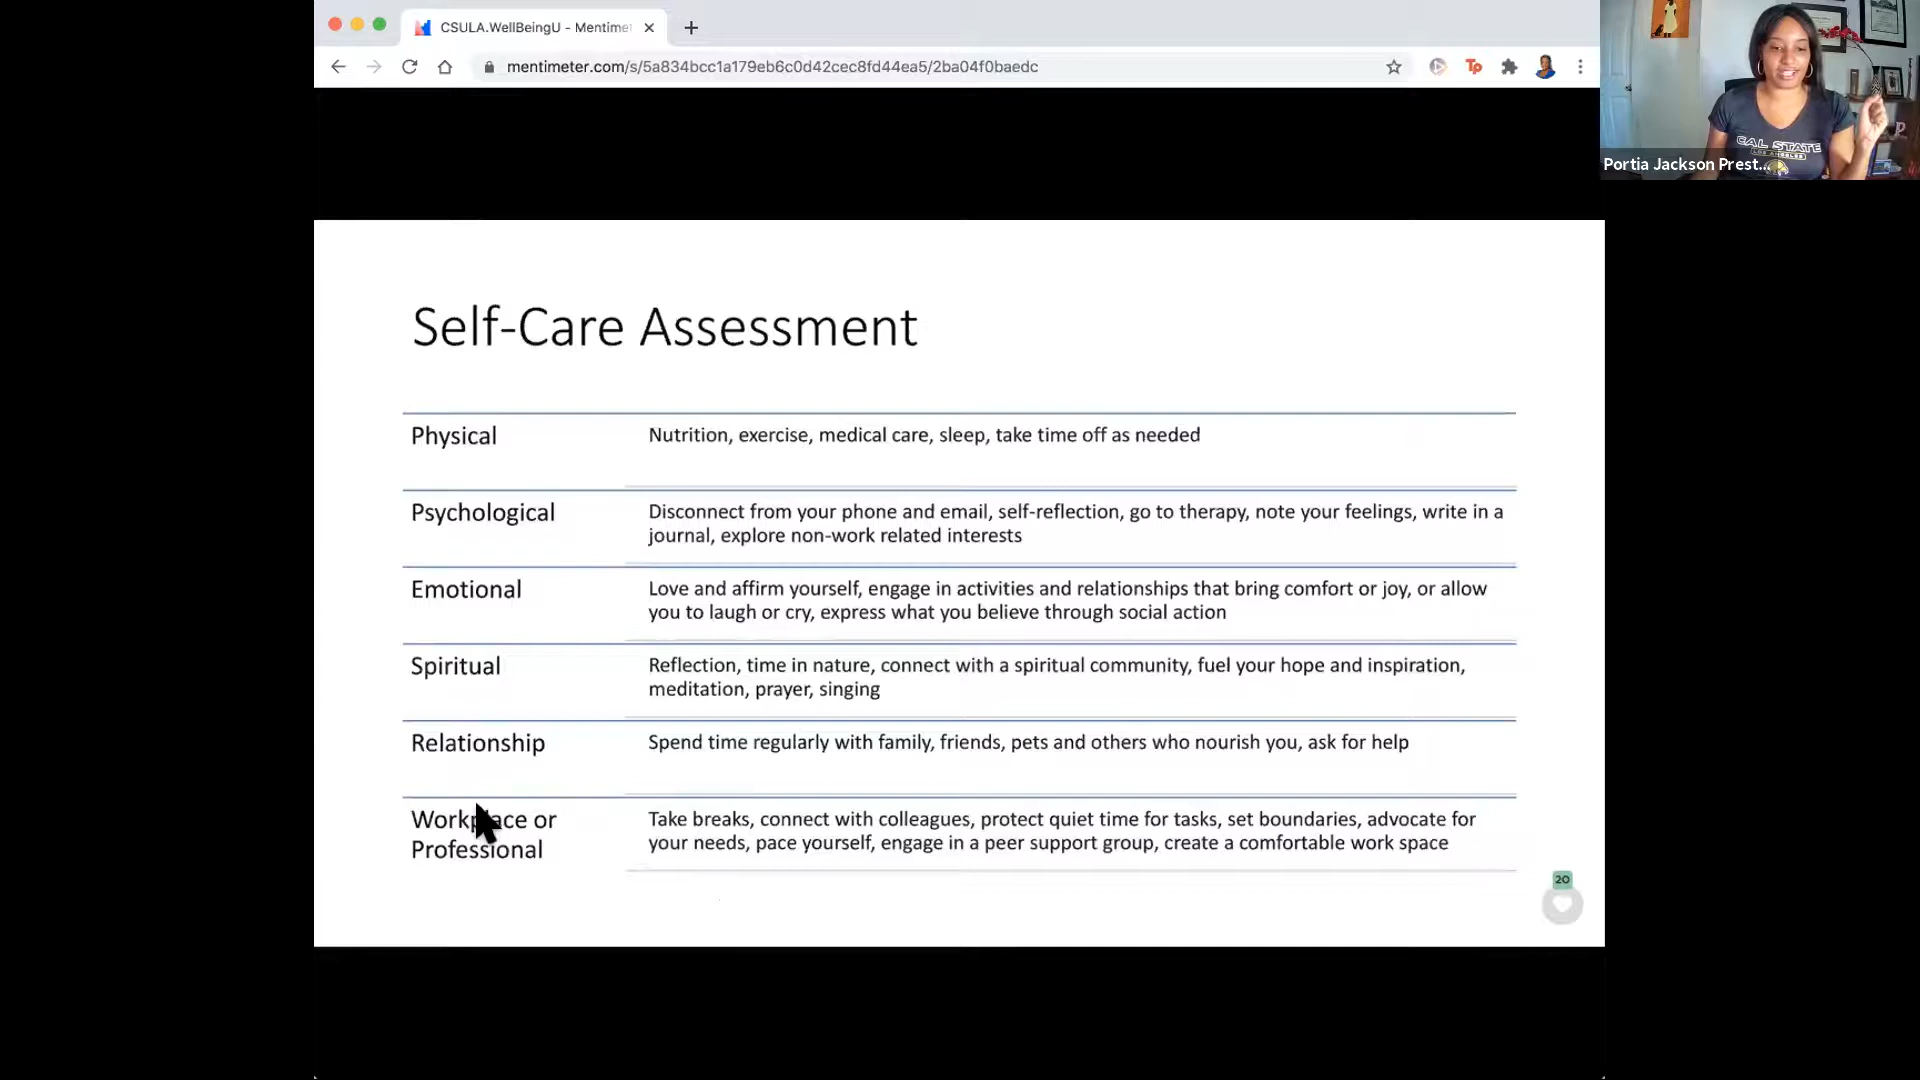 CSULA.WellBeingU - Mentimet
mentimeter.com/s/5a834bcc1a179eb6c0d42cec8fd44ea5/2ba04f0baedc
Tp
CAL STATE
LOS ANGELES
Portia Jackson Prest...
Self-Care Assessment
Physical
Nutrition, exercise, medical care, sleep, take time off as needed
Psychological
Disconnect from your phone and email, self-reflection, go to therapy, note your feelings, write in a
journal, explore non-work related interests
Emotional
Love and affirm yourself, engage in activities and relationships that bring comfort or joy, or allow
you to laugh or cry, express what you believe through social action
Spiritual
Reflection, time in nature, connect with a spiritual community, fuel your hope and inspiration,
meditation, prayer, singing
Relationship
Spend time regularly with family, friends, pets and others who nourish you, ask for help
Workplace or
Professional
Take breaks, connect with colleagues, protect quiet time for tasks, set boundaries, advocate for
your needs, pace yourself, engage in a peer support group, create a comfortable work space
20